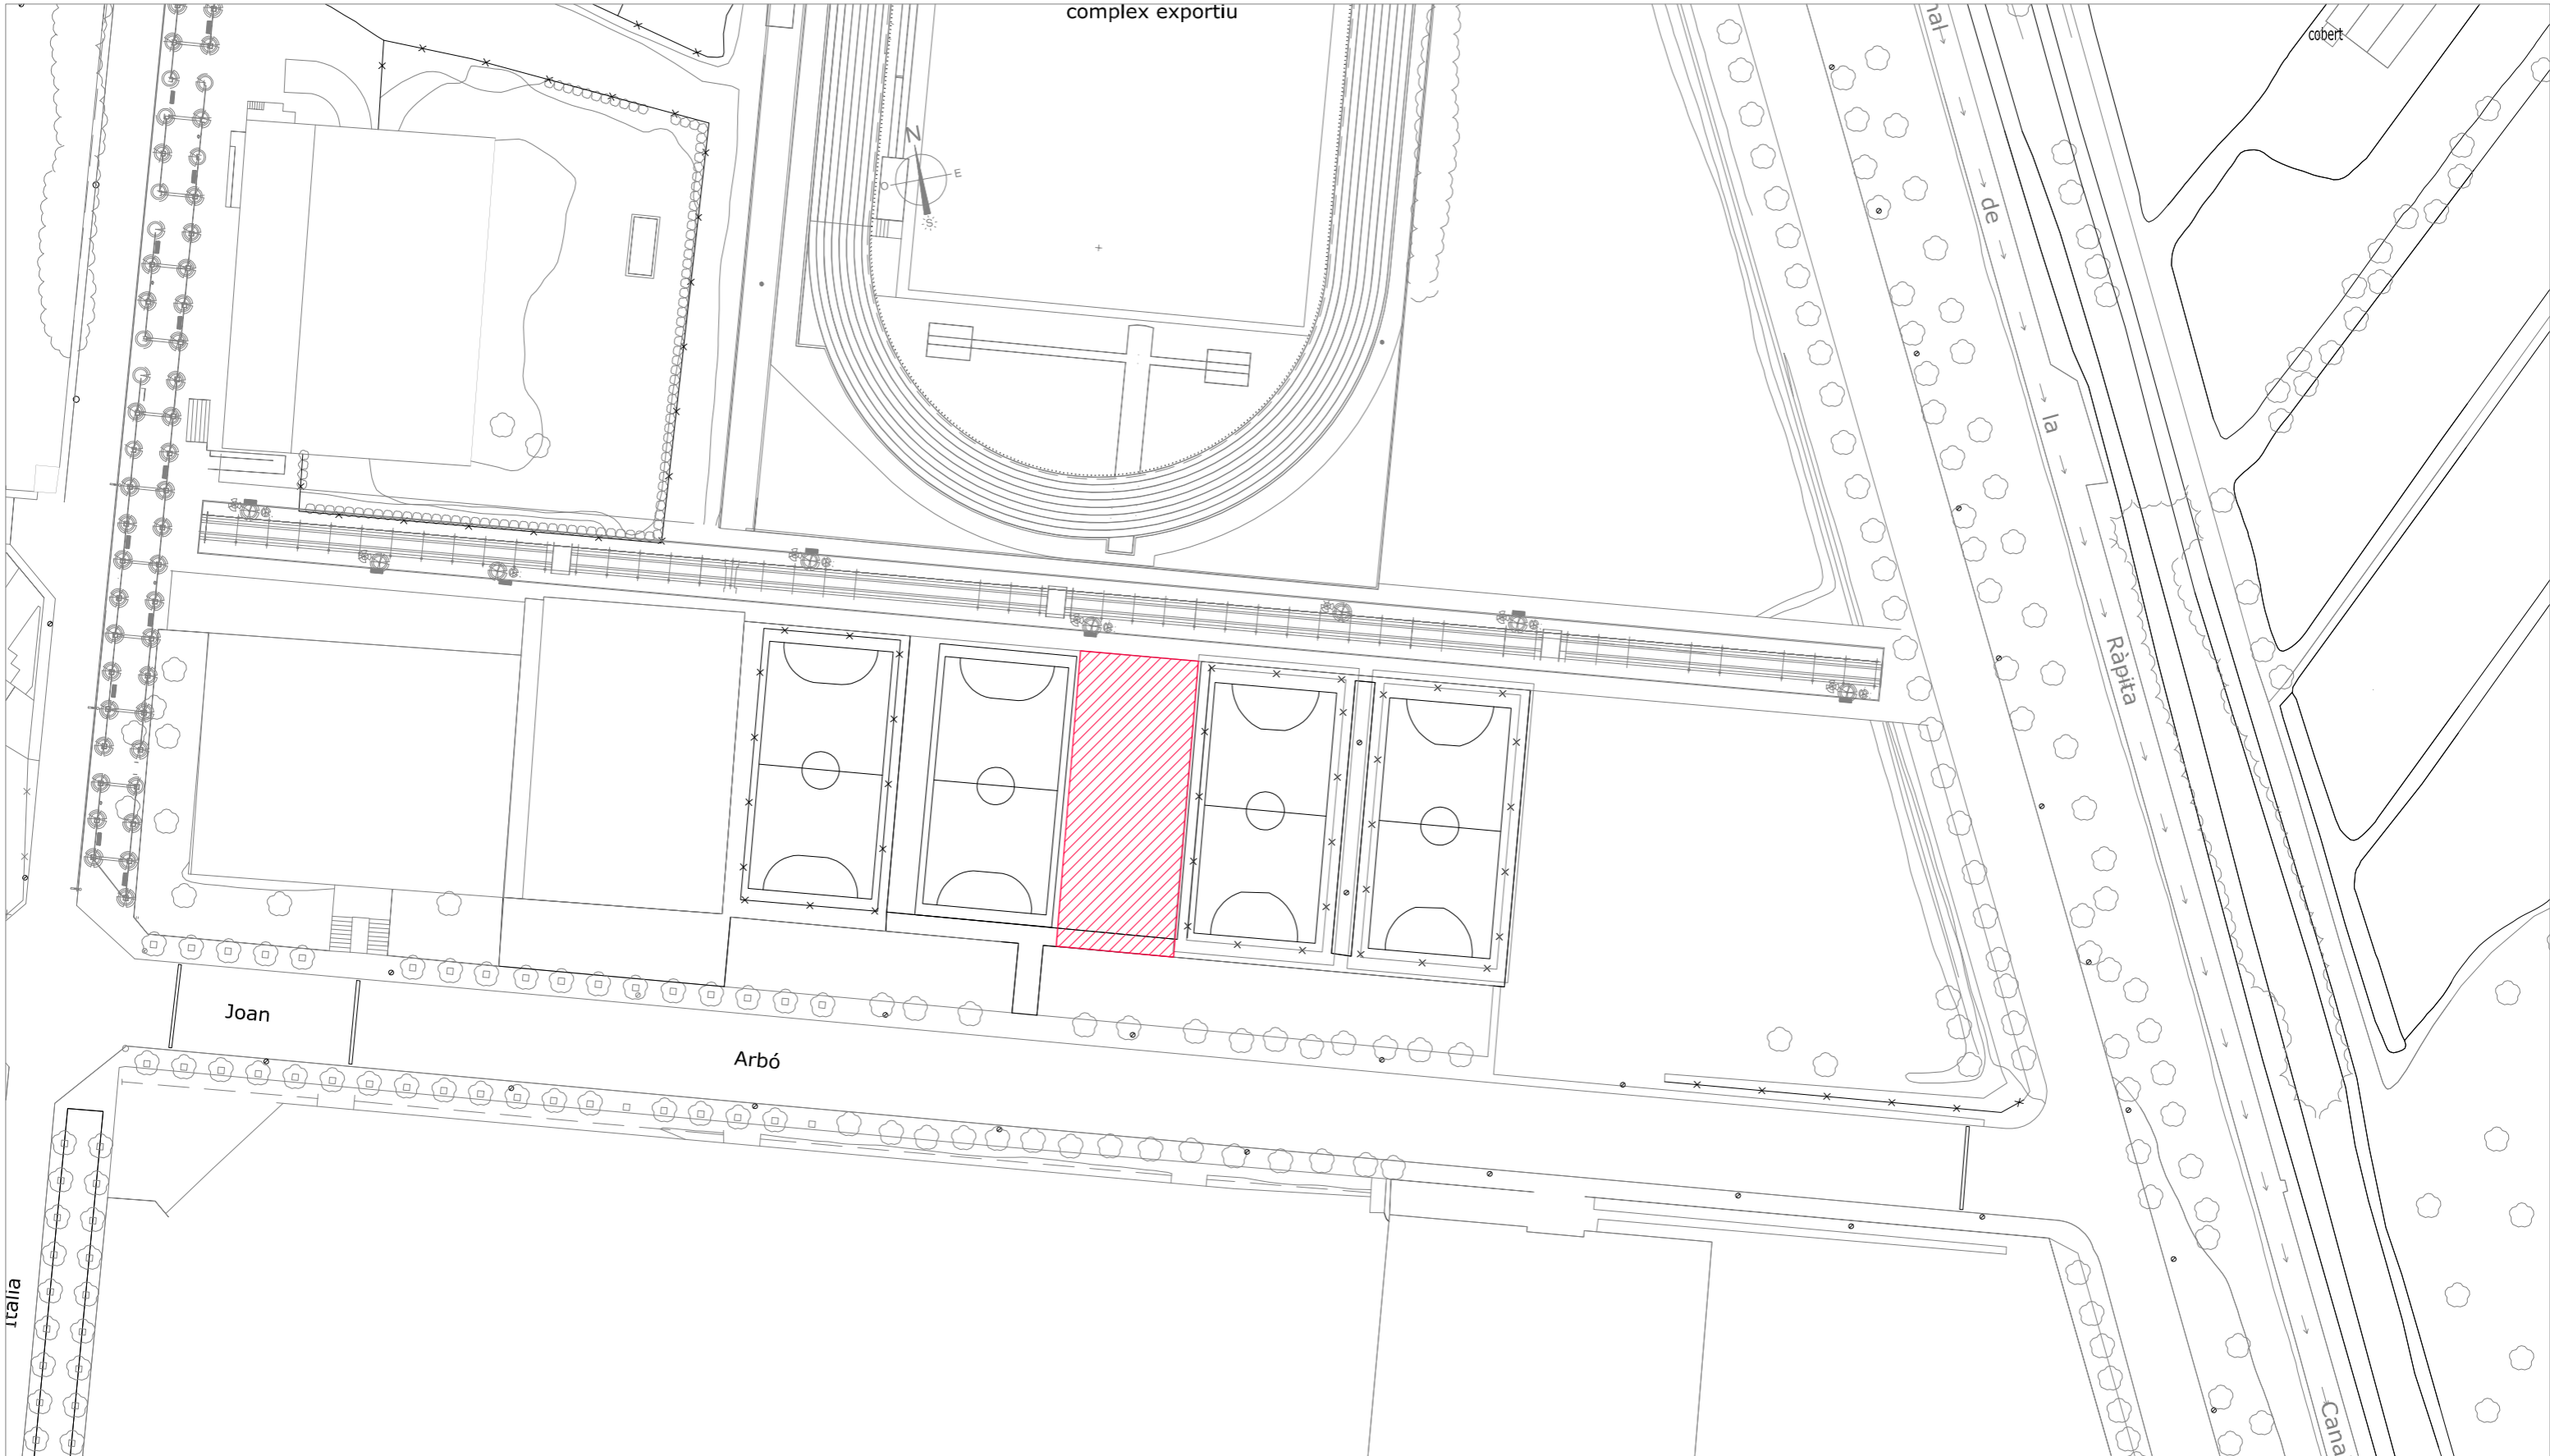 complex exportiu
nal
cobert
N
E
O
S
de
la
Ràpita
Joan
Arbó
Italia
Cana